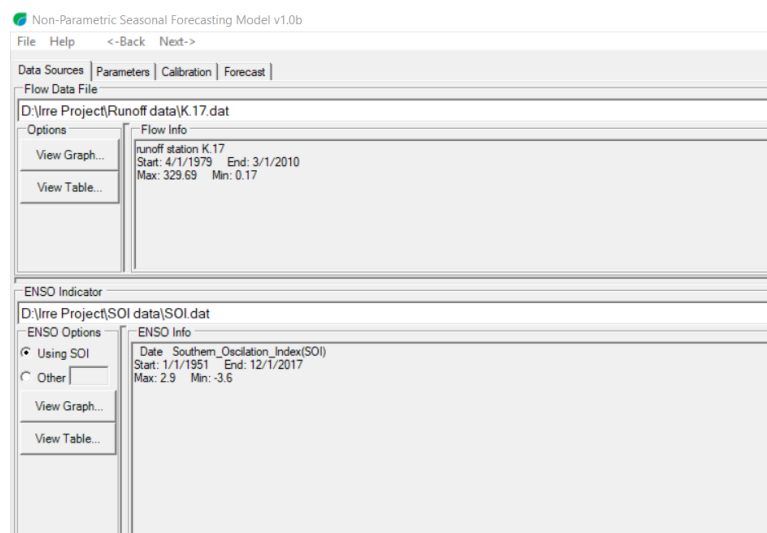 Non-Parametric Seasonal Forecasting Model v1.0b
File Help <-Back Next->
Data Sources Parameters Calibration Forecast
Flow Data File
D:\Irre Project\Runoff data\K.17.dat
Options
Flow Info
View Graph...
View Table...
runoff station K.17
Start: 4/1/1979 End: 3/1/2010
Max: 329.69 Min: 0.17
ENSO Indicator
D:\Irre Project\SOI data\SOI.dat
ENSO Options
ENSO Info
Using SOI
Other
View Graph...
View Table...
Date Southern_Oscilation_Index(SOI)
Start: 1/1/1951 End: 12/1/2017
Max: 2.9 Min: -3.6